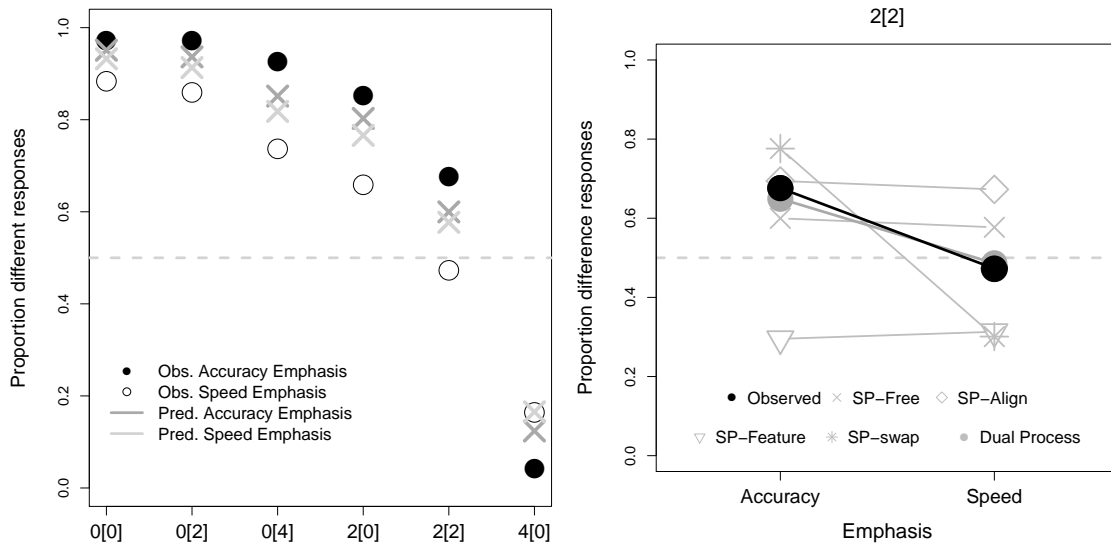 Proportion different responses
1.0
0.8
0.6
0.4
0.2
0.0
Obs. Accuracy Emphasis
Obs. Speed Emphasis
Pred. Accuracy Emphasis
Pred. Speed Emphasis
0[0] 0[2] 0[4] 2[0] 2[2] 4[0]
2[2]
Proportion difference responses
1.0
0.8
0.6
0.4
0.2
0.0
Observed SP−Free SP−Align
SP−Feature SP−swap Dual Process
Accuracy Speed
Emphasis